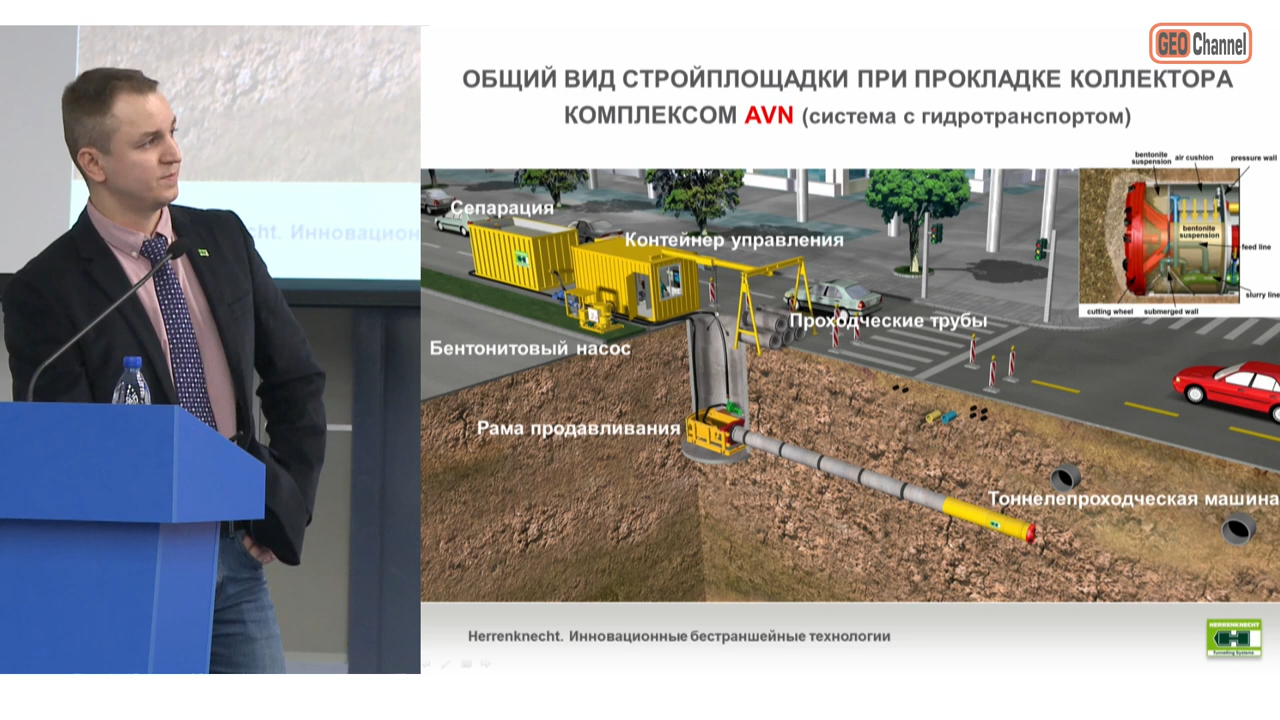 GEO Channel
ОБЩИЙ ВИД СТРОЙПЛОЩАДКИ ПРИ ПРОКЛАДКЕ КОЛЛЕКТОРА
КОМПЛЕКСОМ AVN (система с гидротранспортом)
bentonite
suspension
air cushion
pressure wall
bentonite
suspension
feed line
slurry line
cutting wheel
submerged wall
Сепарация
Контейнер управления
Проходческие трубы
Бентонитовый насос
Рама продавливания
Тоннелепроходческая машина
cht. Инновацион
Herrenknecht. Инновационные бестраншейные технологии
HERRENKNECHT
Tunnelling Systems